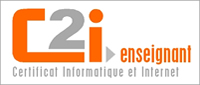 C2i enseignant
Certificat Informatique et Internet